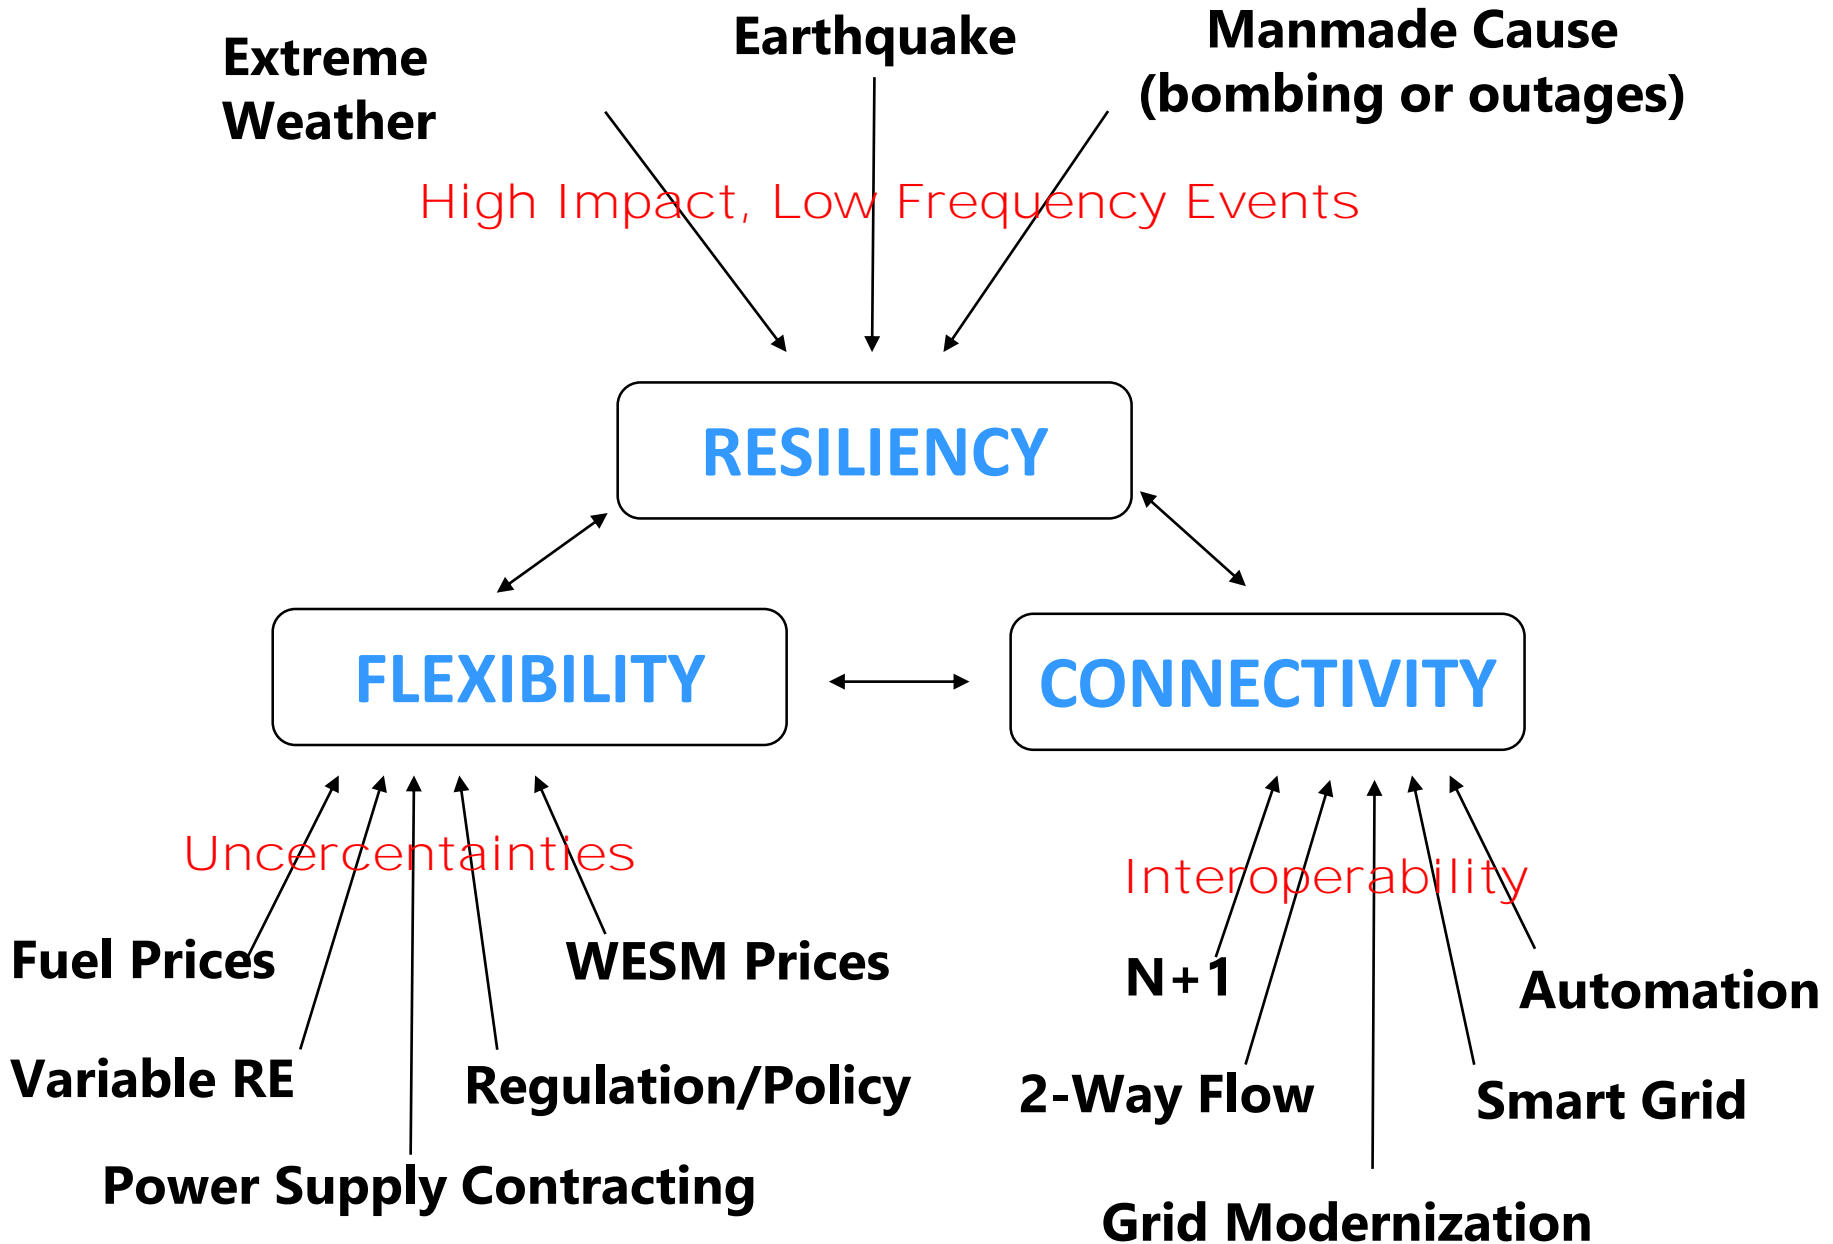 Extreme
Weather
Earthquake
Manmade Cause
(bombing or outages)
High Impact, Low Frequency Events
RESILIENCY
FLEXIBILITY
CONNECTIVITY
Uncercentainties
Interoperability
Fuel Prices
WESM Prices
Variable RE
Regulation/Policy
Power Supply Contracting
N+1
Automation
2-Way Flow
Smart Grid
Grid Modernization